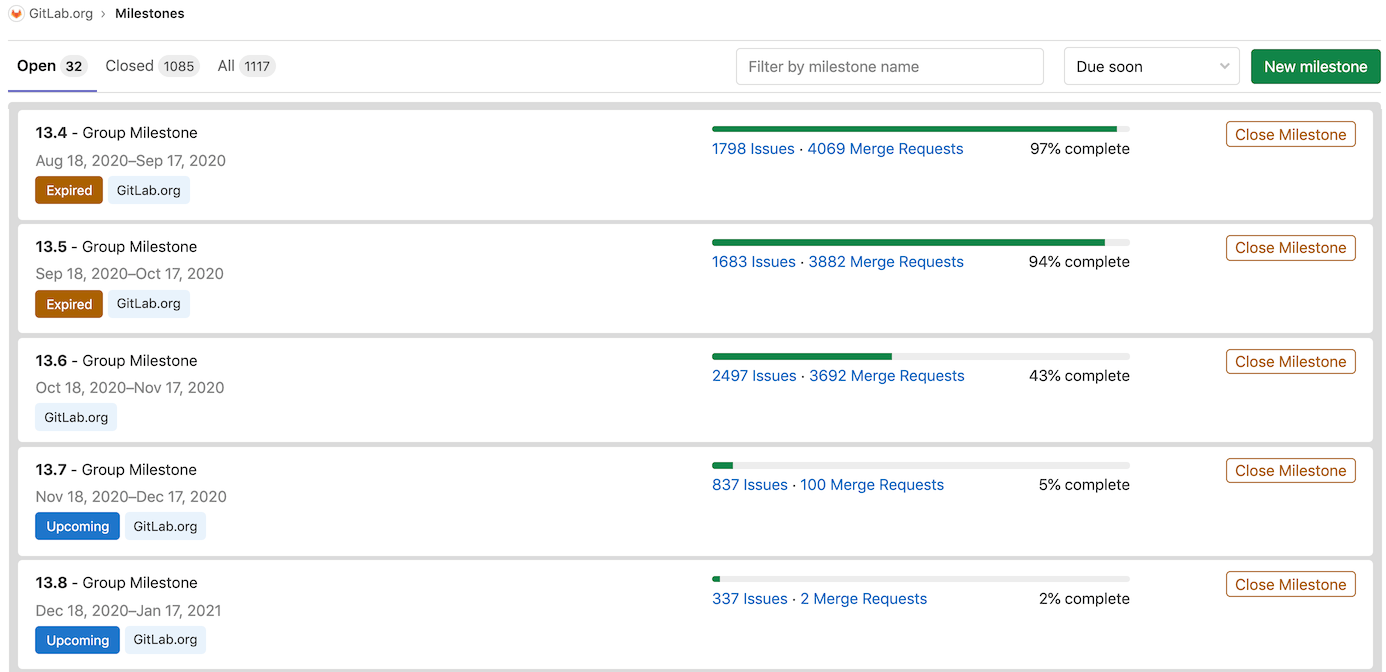 GitLab.org › Milestones
Open 32 Closed 1085 All 1117 Filter by milestone name Due soon New milestone
13.4 - Group Milestone
Aug 18, 2020–Sep 17, 2020
Expired GitLab.org
1798 Issues · 4069 Merge Requests 97% complete
Close Milestone
13.5 - Group Milestone
Sep 18, 2020–Oct 17, 2020
Expired GitLab.org
1683 Issues · 3882 Merge Requests 94% complete
Close Milestone
13.6 - Group Milestone
Oct 18, 2020–Nov 17, 2020
GitLab.org
2497 Issues · 3692 Merge Requests 43% complete
Close Milestone
13.7 - Group Milestone
Nov 18, 2020–Dec 17, 2020
Upcoming GitLab.org
837 Issues · 100 Merge Requests 5% complete
Close Milestone
13.8 - Group Milestone
Dec 18, 2020–Jan 17, 2021
Upcoming GitLab.org
337 Issues · 2 Merge Requests 2% complete
Close Milestone